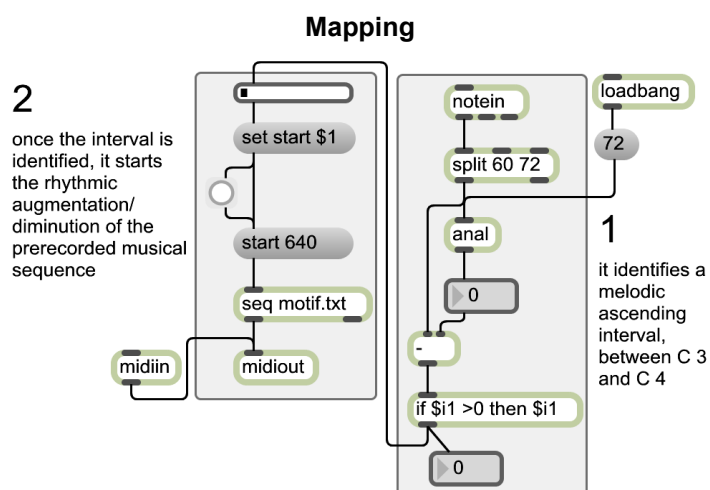 Mapping
2
once the interval is
identified, it starts
the rhythmic
augmentation/
diminution of the
prerecorded musical
sequence
set start $1
start 640
seq motif.txt
midiin
midiout
notein
loadbang
split 60 72
72
anal
0
-
if $i1 >0 then $i1
0
1
it identifies a
melodic
ascending
interval,
between C 3
and C 4